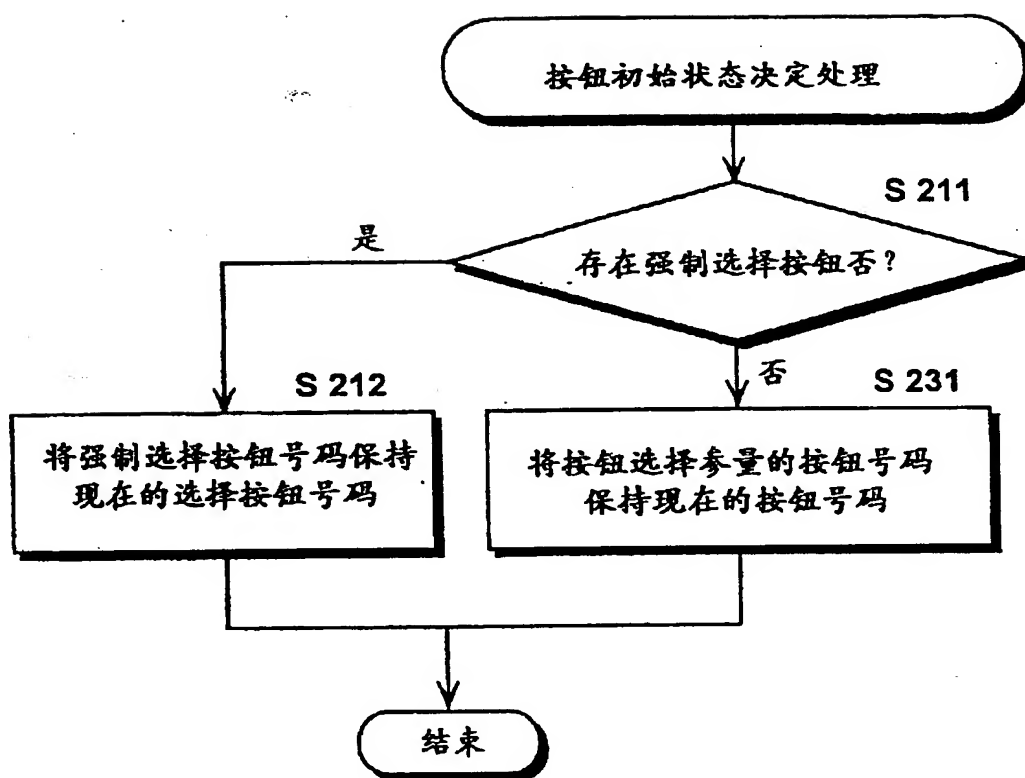 按钮初始状态决定处理
S 211
存在强制选择按钮否？
是
否
S 212
将强制选择按钮号码保持
现在的选择按钮号码
S 231
将按钮选择参量的按钮号码
保持现在的按钮号码
结束